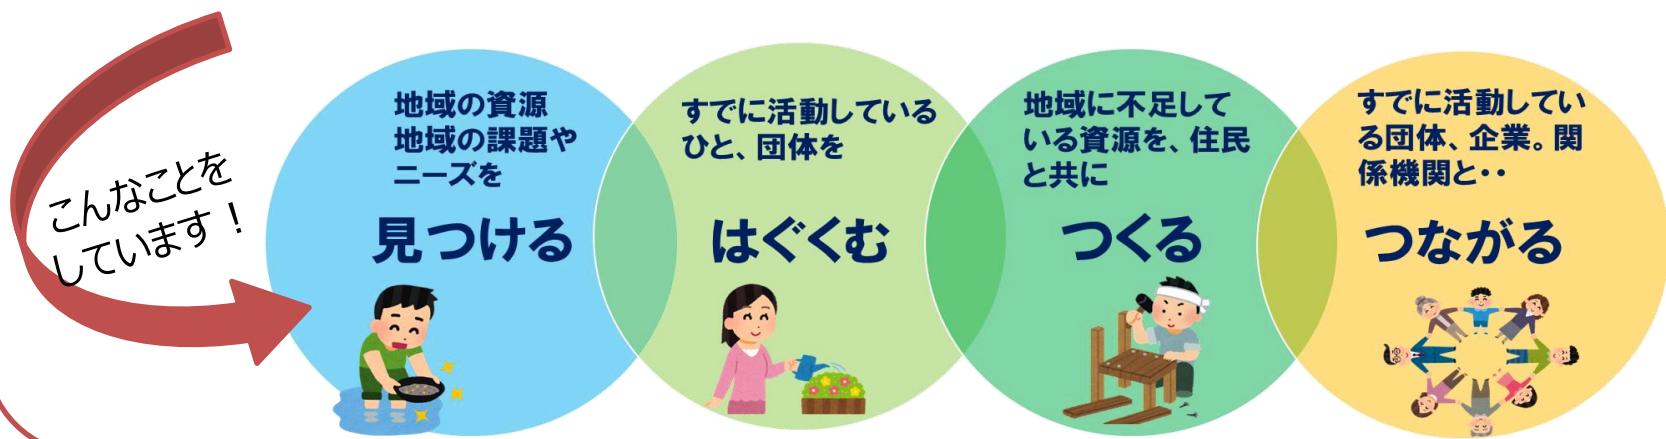 こんなことを
しています！
地域の資源
地域の課題や
ニーズを
見つける
すでに活動している
ひと、団体を
はぐくむ
地域に不足して
いる資源を、住民
と共に
つくる
すでに活動してい
る団体、企業。関
係機関と・・
つながる